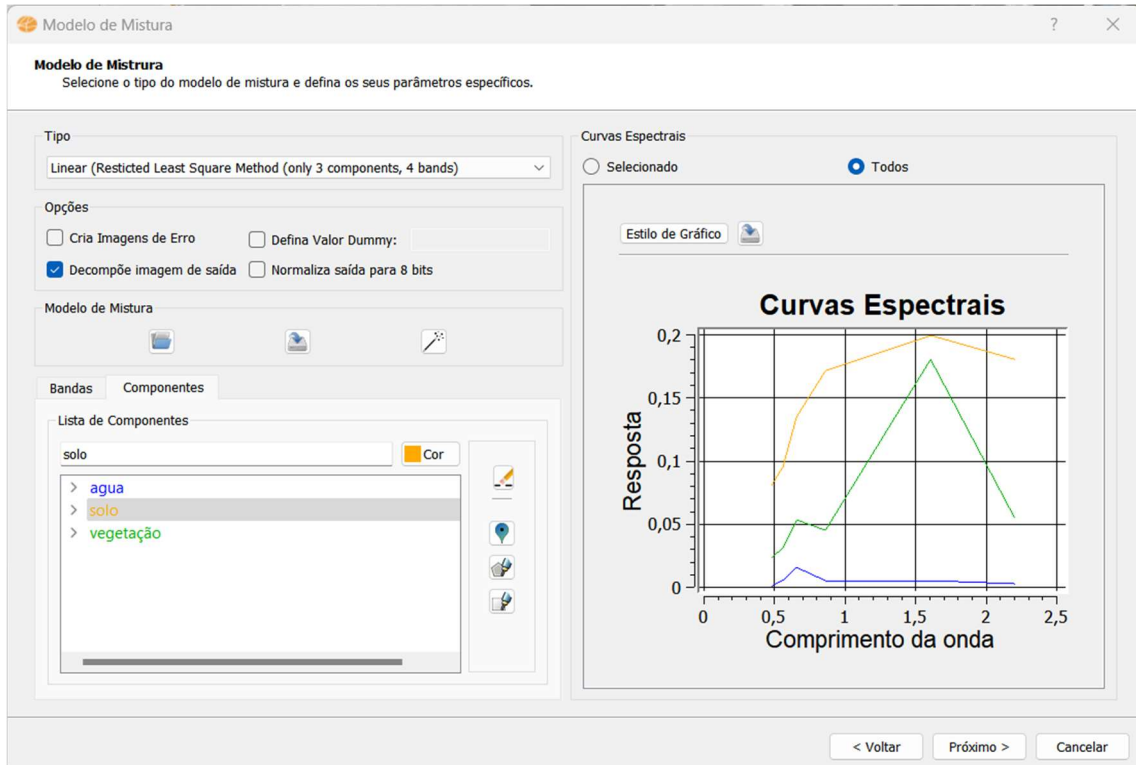 Modelo de Mistura
?
Modelo de Mistrura
Selecione o tipo do modelo de mistura e defina os seus parâmetros específicos.
Tipo
Linear (Resticted Least Square Method (only 3 components, 4 bands)
Opções
Cria Imagens de Erro
Defina Valor Dummy:
Decompõe imagem de saída
Normaliza saída para 8 bits
Modelo de Mistura
Bandas
Componentes
Lista de Componentes
solo
Cor
agua
solo
vegetação
Curvas Espectrais
Selecionado
Todos
Estilo de Gráfico
Curvas Espectrais
Resposta
0,2
0,15
0,1
0,05
0
0 0,5 1 1,5 2 2,5
Comprimento da onda
< Voltar
Próximo >
Cancelar